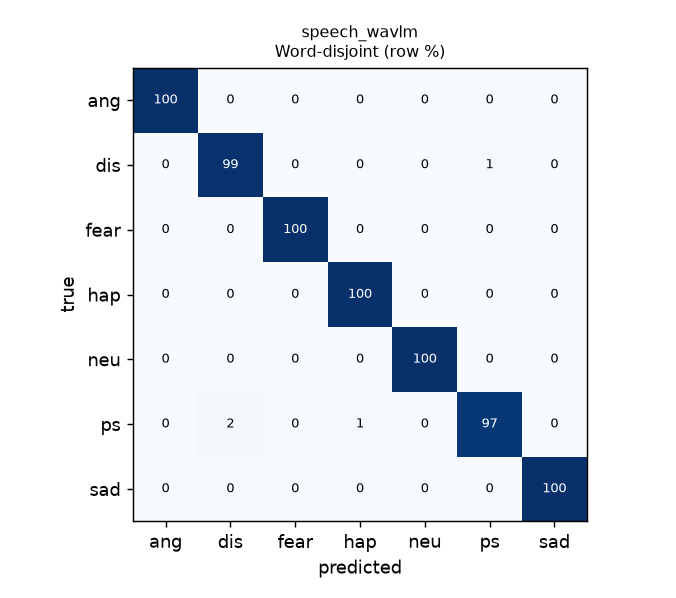 speech_wavlm
Word-disjoint (row %)
ang 100 0 0 0 0 0 0
dis 0 99 0 0 0 1 0
fear 0 0 100 0 0 0 0
hap 0 0 0 100 0 0 0
neu 0 0 0 0 100 0 0
ps 0 2 0 1 0 97 0
sad 0 0 0 0 0 0 100
true
ang dis fear hap neu ps sad
predicted